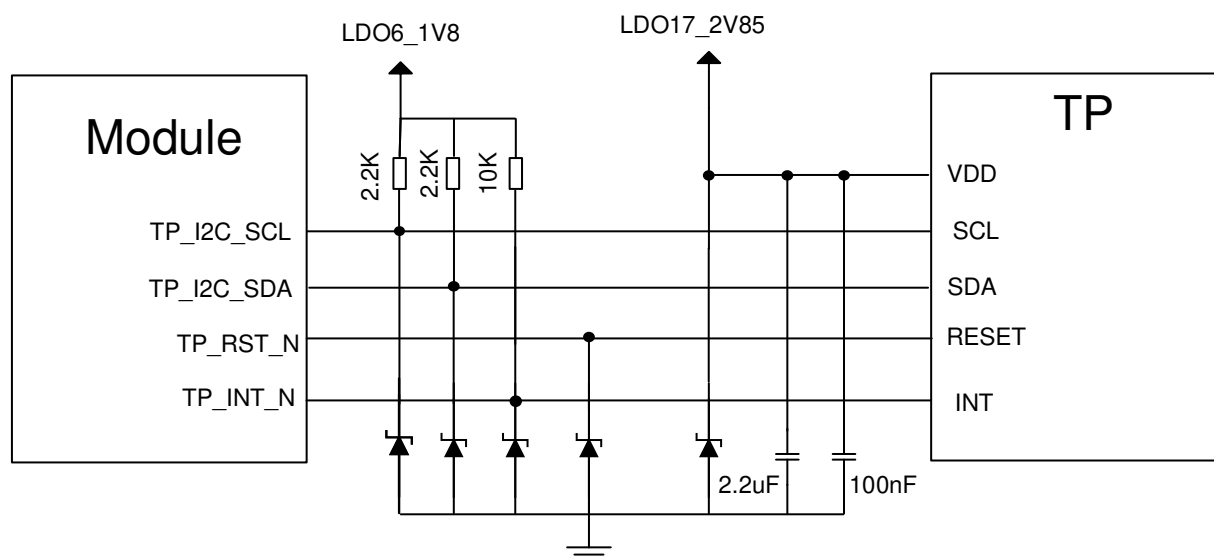 LDO6_1V8
LDO17_2V85
Module
TP
2.2K
2.2K
10K
VDD
TP_I2C_SCL
SCL
TP_I2C_SDA
SDA
TP_RST_N
RESET
TP_INT_N
INT
2.2uF
100nF